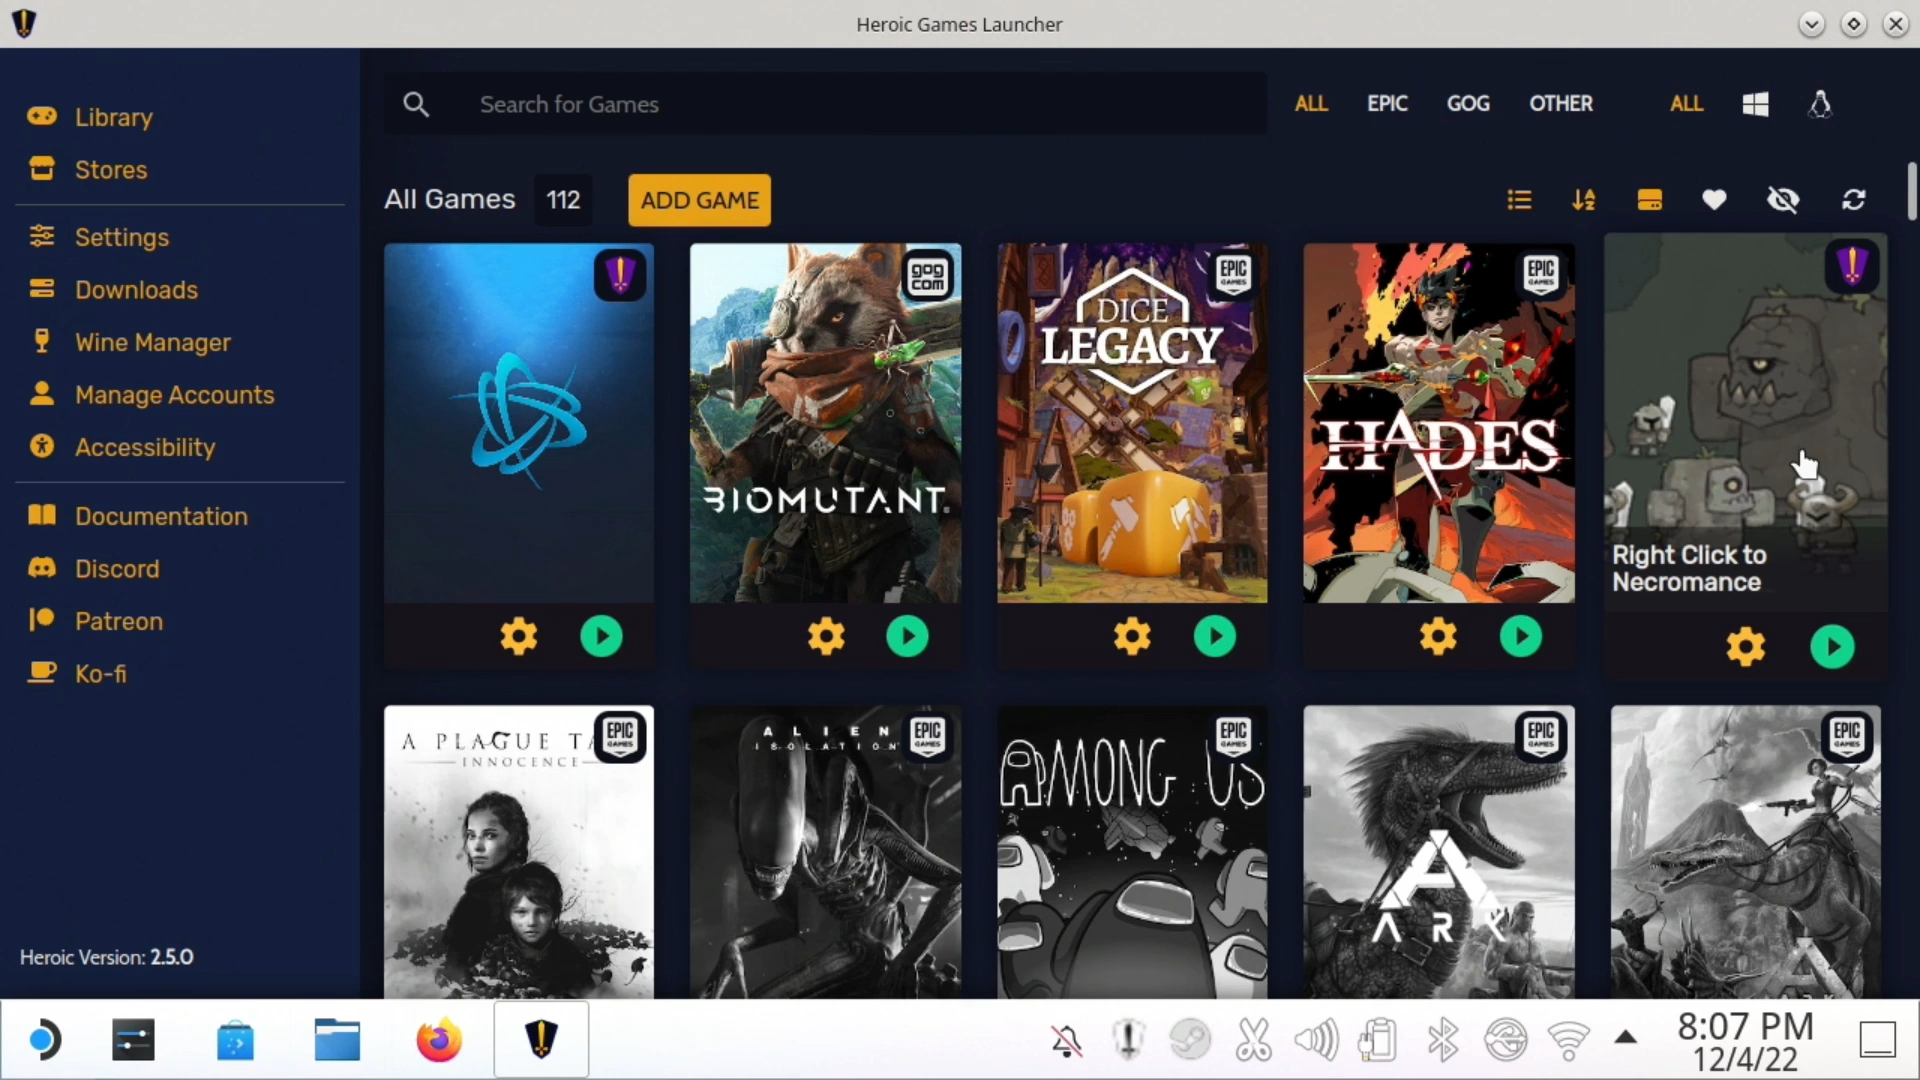 Heroic Games Launcher
Library
Stores
Settings
Downloads
Wine Manager
Manage Accounts
Accessibility
Documentation
Discord
Patreon
Ko-fi
Heroic Version: 2.5.0
Search for Games
ALL EPIC GOG OTHER ALL
All Games 112 ADD GAME
gog
com
BIOMUTANT
EPIC
GAMES
DICE
LEGACY
EPIC
GAMES
HADES
Right Click to
Necromance
EPIC
GAMES
A PLAGUE TA
INNOCENCE
EPIC
GAMES
ALIEN
ISOLATION
EPIC
GAMES
AMONG US
EPIC
GAMES
ARK
EPIC
GAMES
8:07 PM
12/4/22